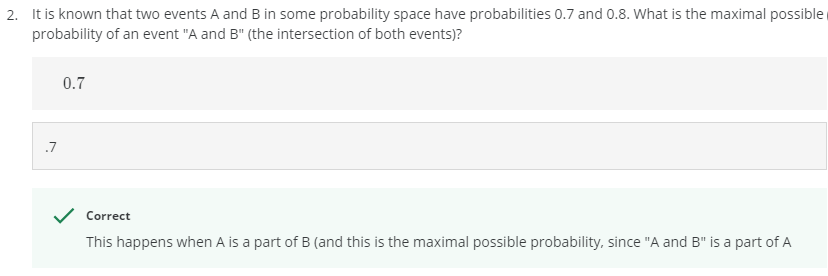 2. It is known that two events A and B in some probability space have probabilities 0.7 and 0.8. What is the maximal possible
probability of an event "A and B" (the intersection of both events)?
0.7
.7
Correct
This happens when A is a part of B (and this is the maximal possible probability, since "A and B" is a part of A